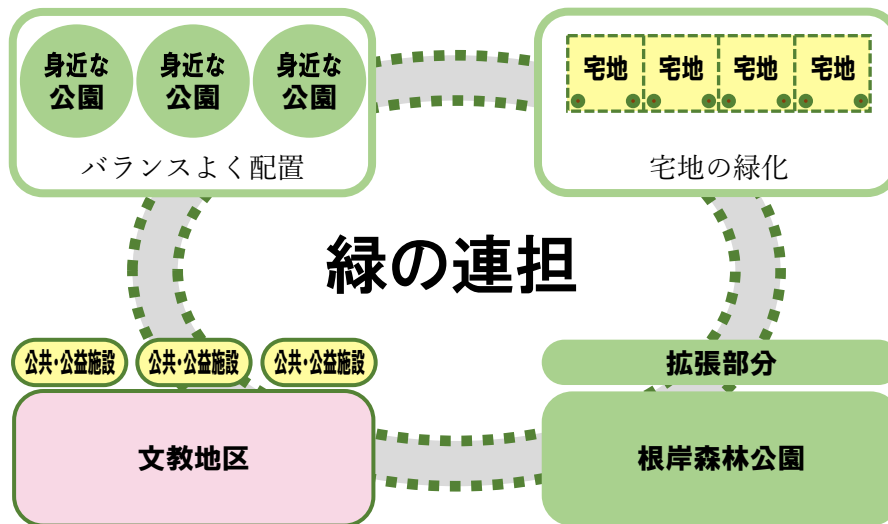 身近な
公園
身近な
公園
身近な
公園
バランスよく配置
宅地
宅地
宅地
宅地
宅地の緑化
緑の連担
公共・公益施設
公共・公益施設
公共・公益施設
文教地区
拡張部分
根岸森林公園